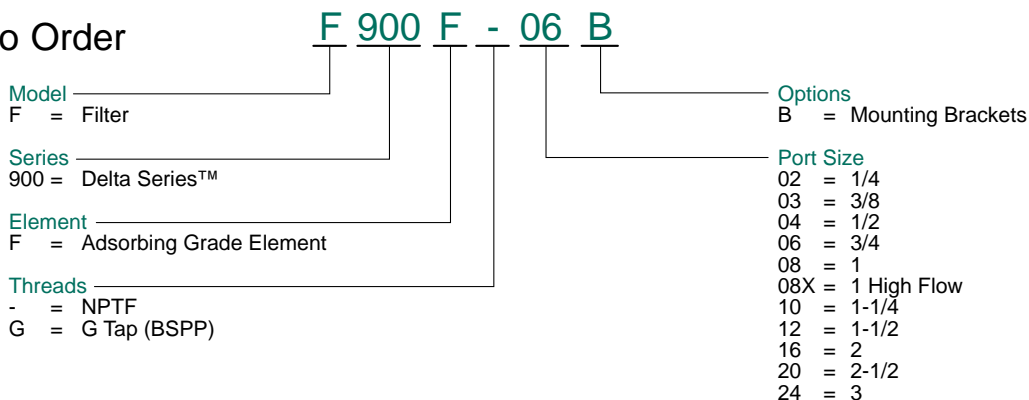 o Order
F 900 F - 06 B
Model
F = Filter
Series
900 = Delta Series™
Element
F = Adsorbing Grade Element
Threads
- = NPTF
G = G Tap (BSPP)
Options
B = Mounting Brackets
Port Size
02 = 1/4
03 = 3/8
04 = 1/2
06 = 3/4
08 = 1
08X = 1 High Flow
10 = 1-1/4
12 = 1-1/2
16 = 2
20 = 2-1/2
24 = 3